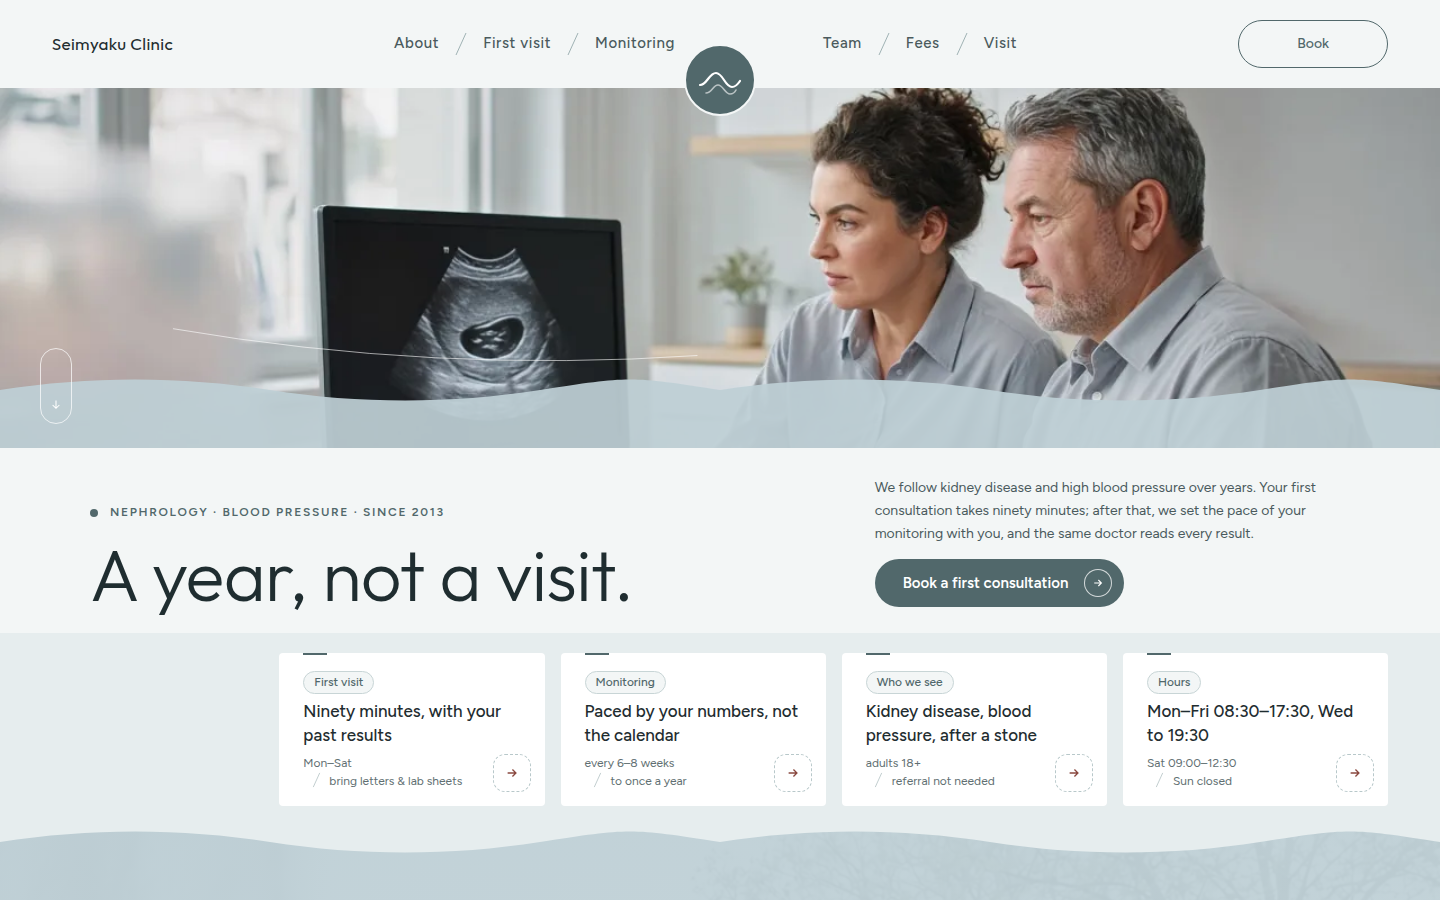 Seimyaku Clinic
About
First visit
Monitoring
Team
Fees
Visit
Book
NEPHROLOGY · BLOOD PRESSURE · SINCE 2013
A year, not a visit.
We follow kidney disease and high blood pressure over years. Your first
consultation takes ninety minutes; after that, we set the pace of your
monitoring with you, and the same doctor reads every result.
Book a first consultation
First visit
Ninety minutes, with your
past results
Mon–Sat
bring letters & lab sheets
Monitoring
Paced by your numbers, not
the calendar
every 6–8 weeks
to once a year
Who we see
Kidney disease, blood
pressure, after a stone
adults 18+
referral not needed
Hours
Mon–Fri 08:30–17:30, Wed
to 19:30
Sat 09:00–12:30
Sun closed